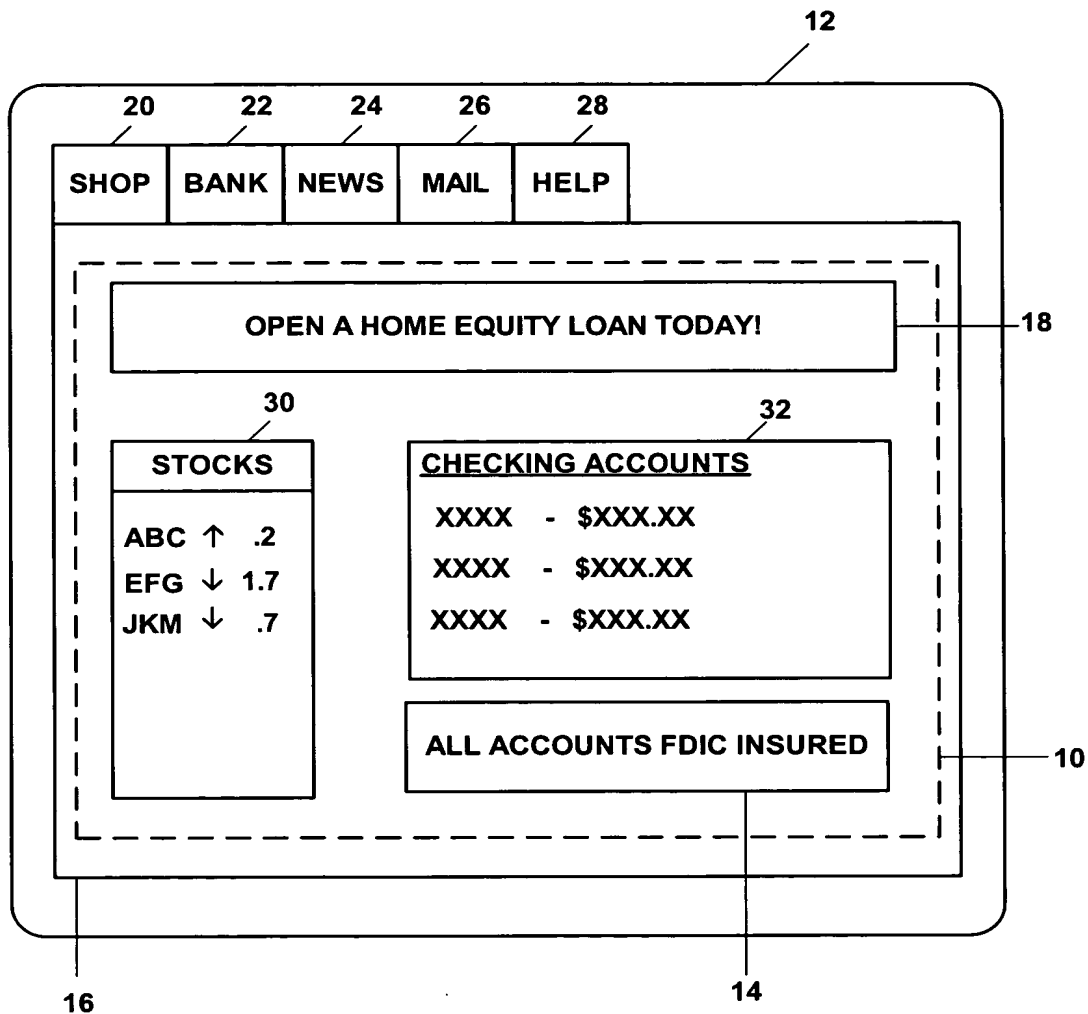 12
20 22 24 26 28
SHOP BANK NEWS MAIL HELP
OPEN A HOME EQUITY LOAN TODAY!
18
30
STOCKS
ABC ↑ .2
EFG ↓ 1.7
JKM ↓ .7
32
CHECKING ACCOUNTS
XXXX - $XXX.XX
XXXX - $XXX.XX
XXXX - $XXX.XX
ALL ACCOUNTS FDIC INSURED
10
16
14